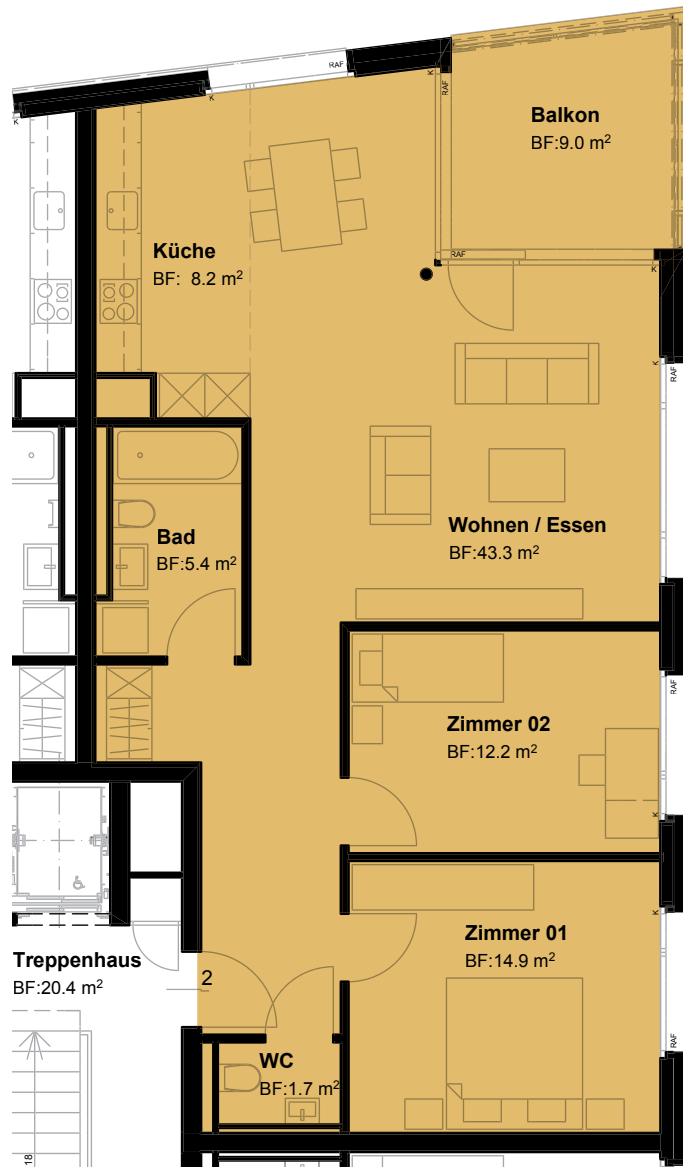 RAF
K
K
RAF
Balkon
BF:9.0 m²
K
K
Küche
BF: 8.2 m²
RAF
K
K
RAF
Wohnen / Essen
BF:43.3 m²
Bad
BF:5.4 m²
RAF
Zimmer 02
BF:12.2 m²
K
K
Zimmer 01
BF:14.9 m²
Treppenhaus
BF:20.4 m²
2
RAF
WC
BF:1.7 m²
18